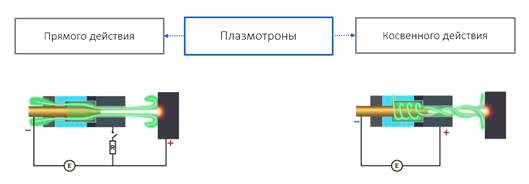 Прямого действия
Плазмотроны
Косвенного действия
−
R
+
E
−
+
E